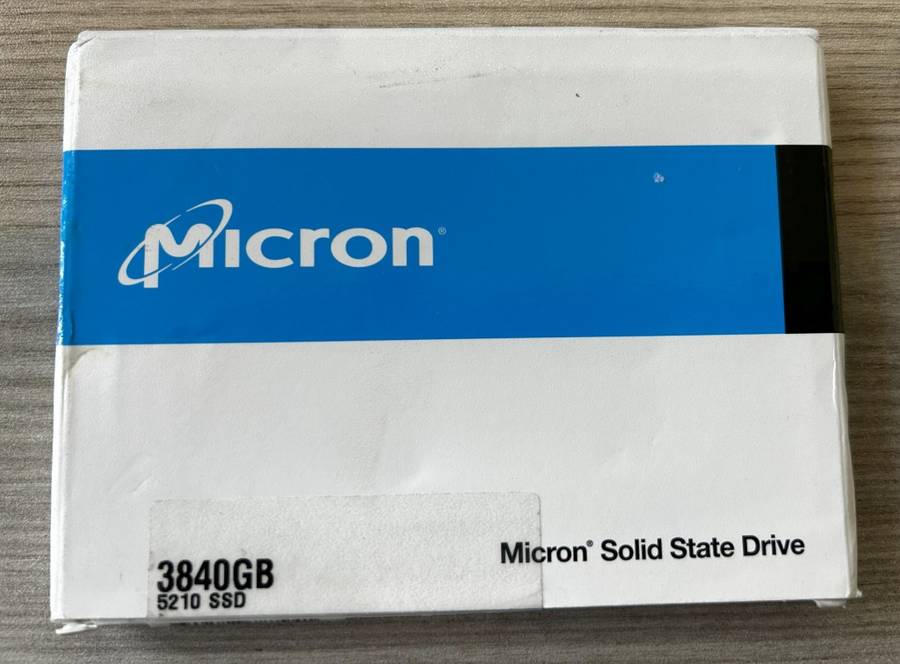 Micron®
Micron® Solid State Drive
3840GB
5210 SSD